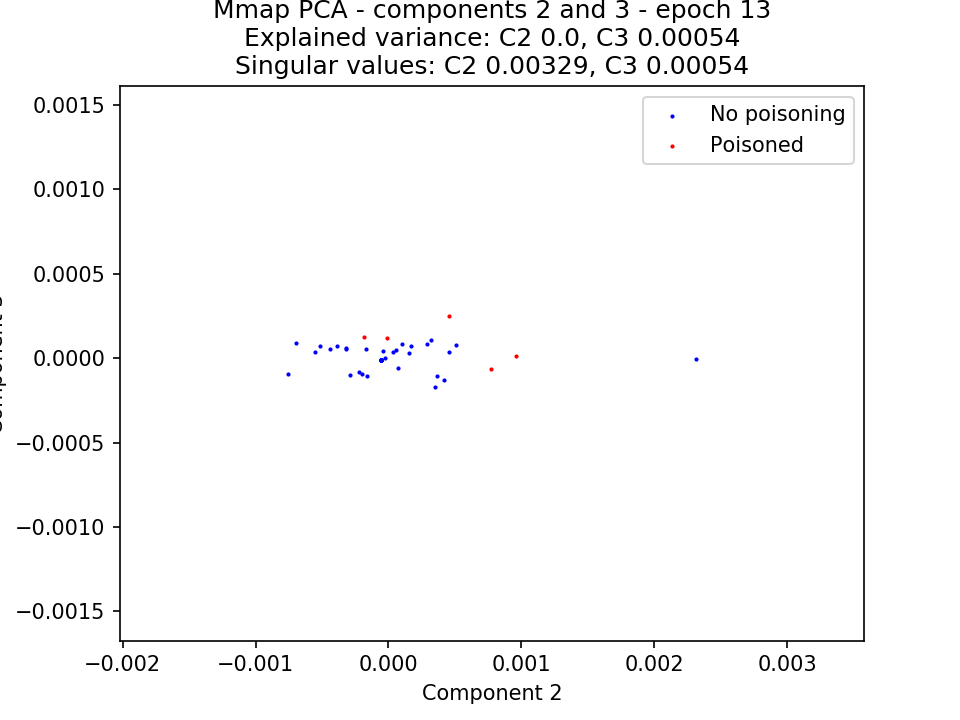 Mmap PCA - components 2 and 3 - epoch 13
Explained variance: C2 0.0, C3 0.00054
Singular values: C2 0.00329, C3 0.00054
No poisoning
Poisoned
0.0015
0.0010
0.0005
0.0000
−0.0005
−0.0010
−0.0015
−0.002 −0.001 0.000 0.001 0.002 0.003
Component 2